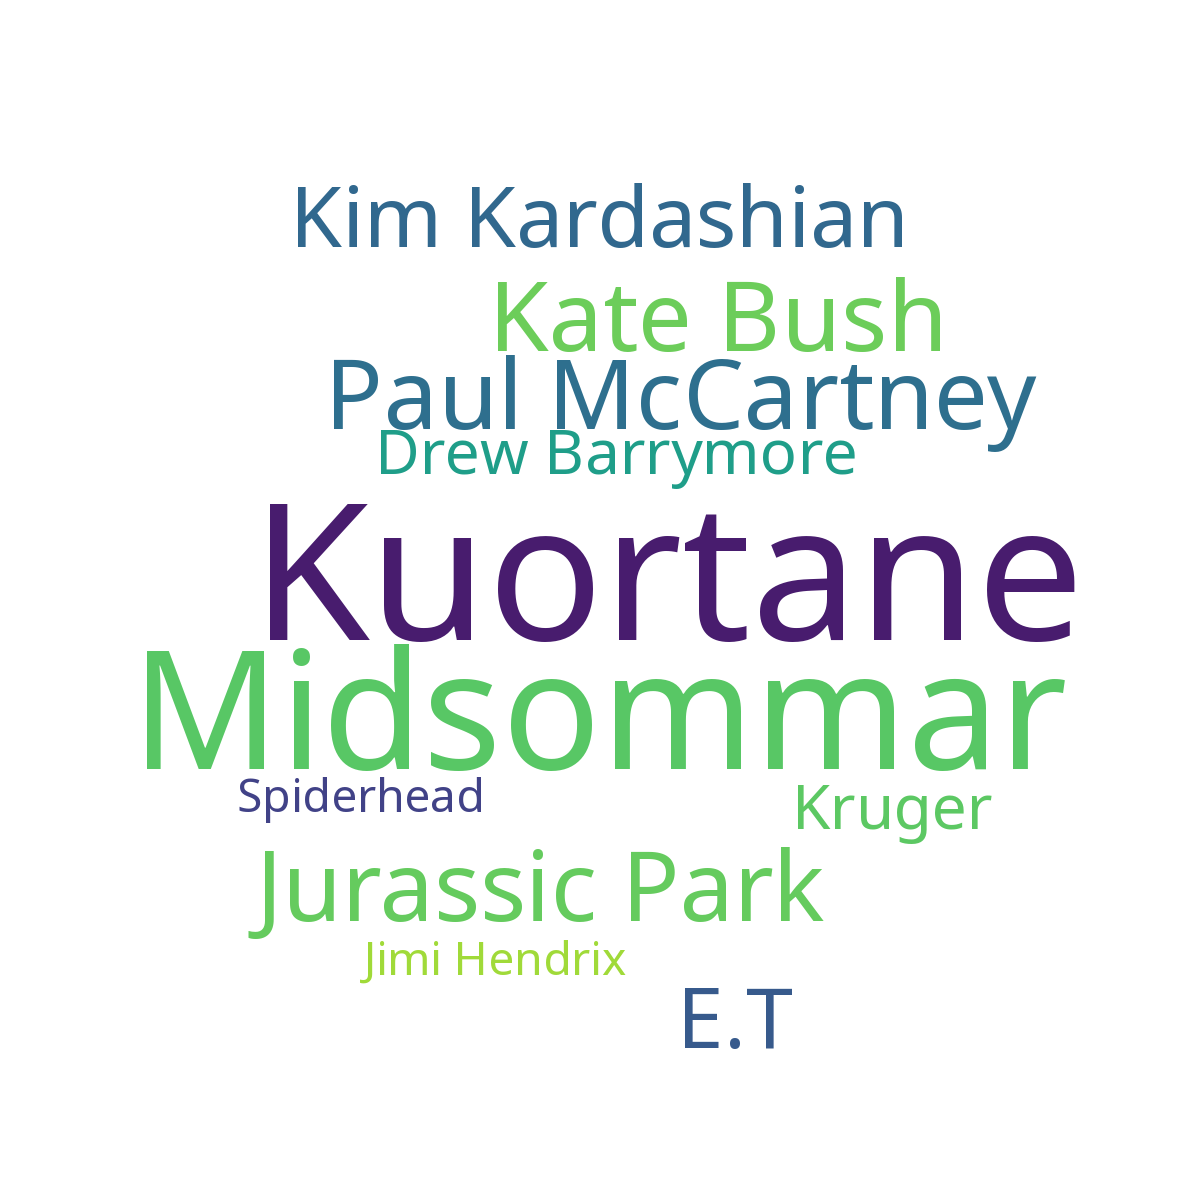 Kim Kardashian
Kate Bush
Paul McCartney
Drew Barrymore
Kuortane
Midsommar
Spiderhead
Kruger
Jurassic Park
Jimi Hendrix
E.T